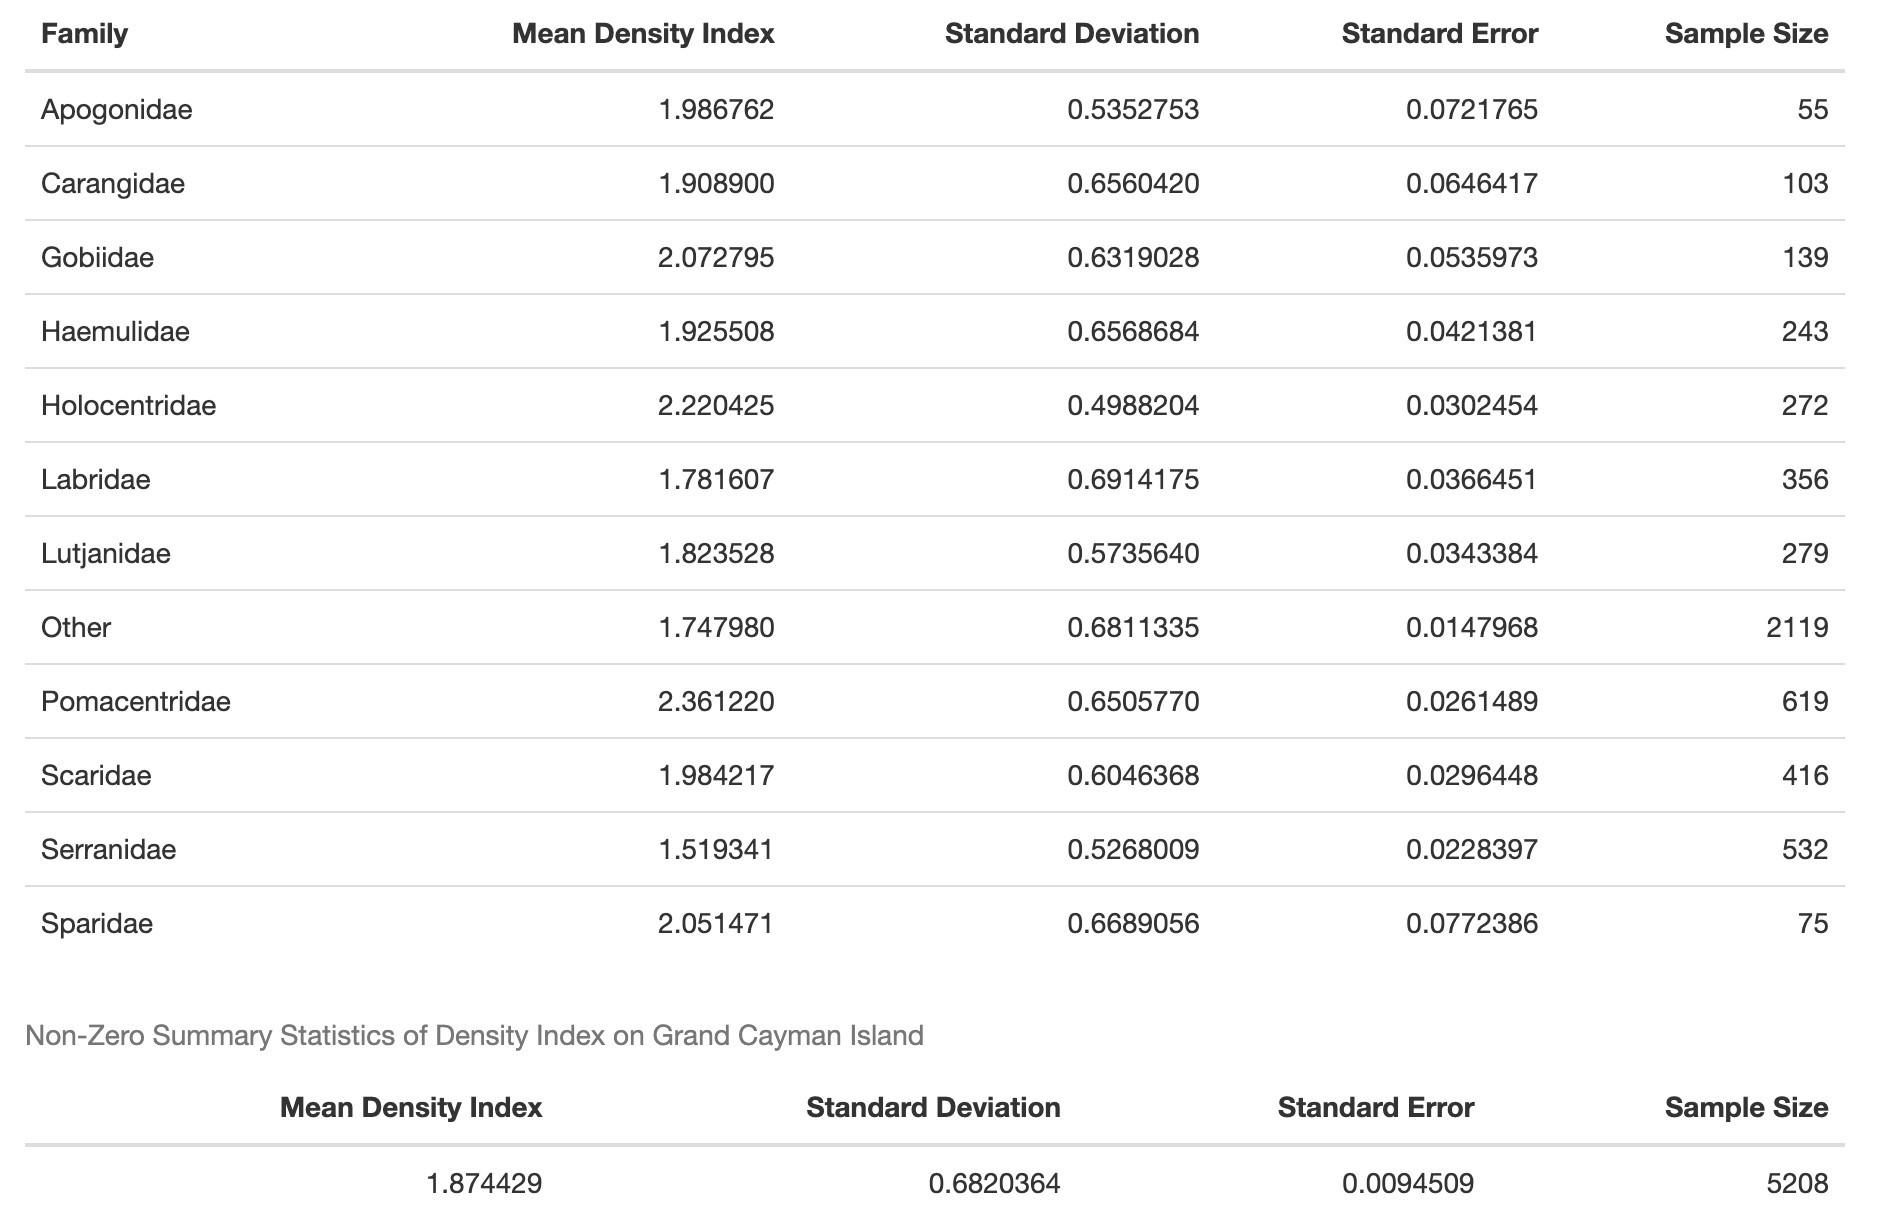 Family Mean Density Index Standard Deviation Standard Error Sample Size
Apogonidae 1.986762 0.5352753 0.0721765 55
Carangidae 1.908900 0.6560420 0.0646417 103
Gobiidae 2.072795 0.6319028 0.0535973 139
Haemulidae 1.925508 0.6568684 0.0421381 243
Holocentridae 2.220425 0.4988204 0.0302454 272
Labridae 1.781607 0.6914175 0.0366451 356
Lutjanidae 1.823528 0.5735640 0.0343384 279
Other 1.747980 0.6811335 0.0147968 2119
Pomacentridae 2.361220 0.6505770 0.0261489 619
Scaridae 1.984217 0.6046368 0.0296448 416
Serranidae 1.519341 0.5268009 0.0228397 532
Sparidae 2.051471 0.6689056 0.0772386 75
Non-Zero Summary Statistics of Density Index on Grand Cayman Island
Mean Density Index Standard Deviation Standard Error Sample Size
1.874429 0.6820364 0.0094509 5208